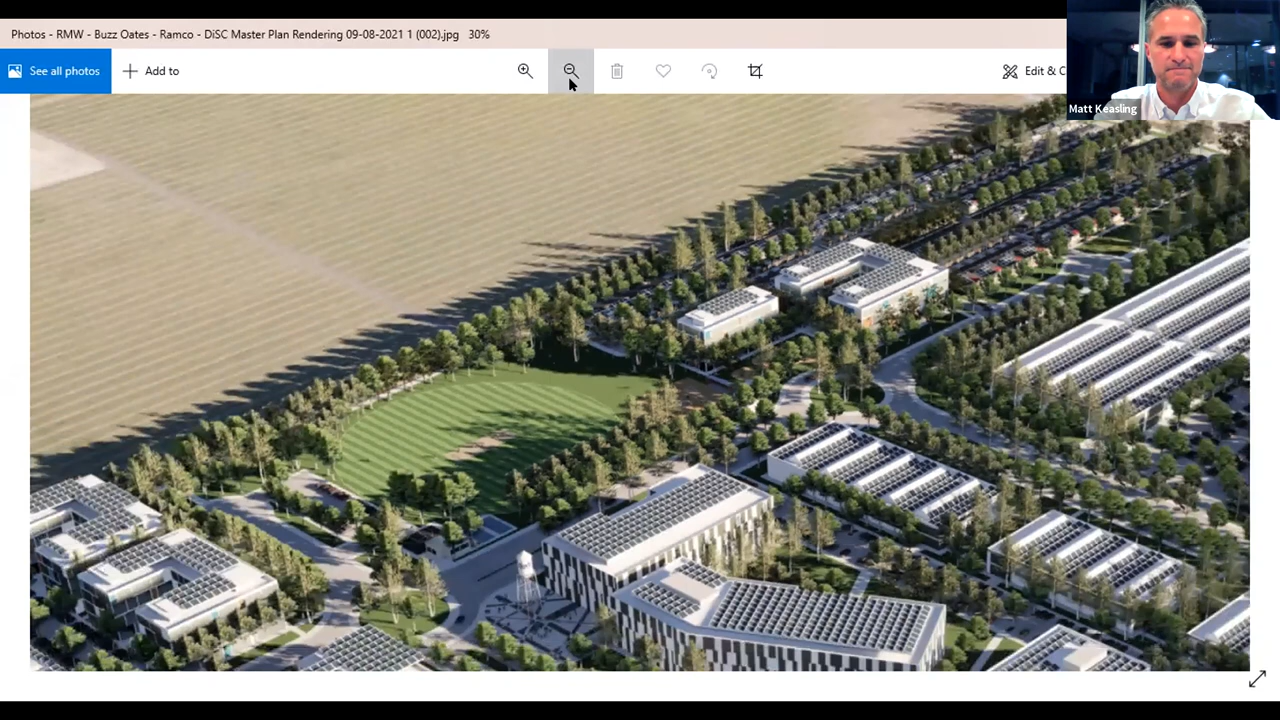 Photos - RMW - Buzz Oates - Ramco - DiSC Master Plan Rendering 09-08-2021 1 (002).jpg 30%
See all photos
Add to
Edit & C
Matt Keasling